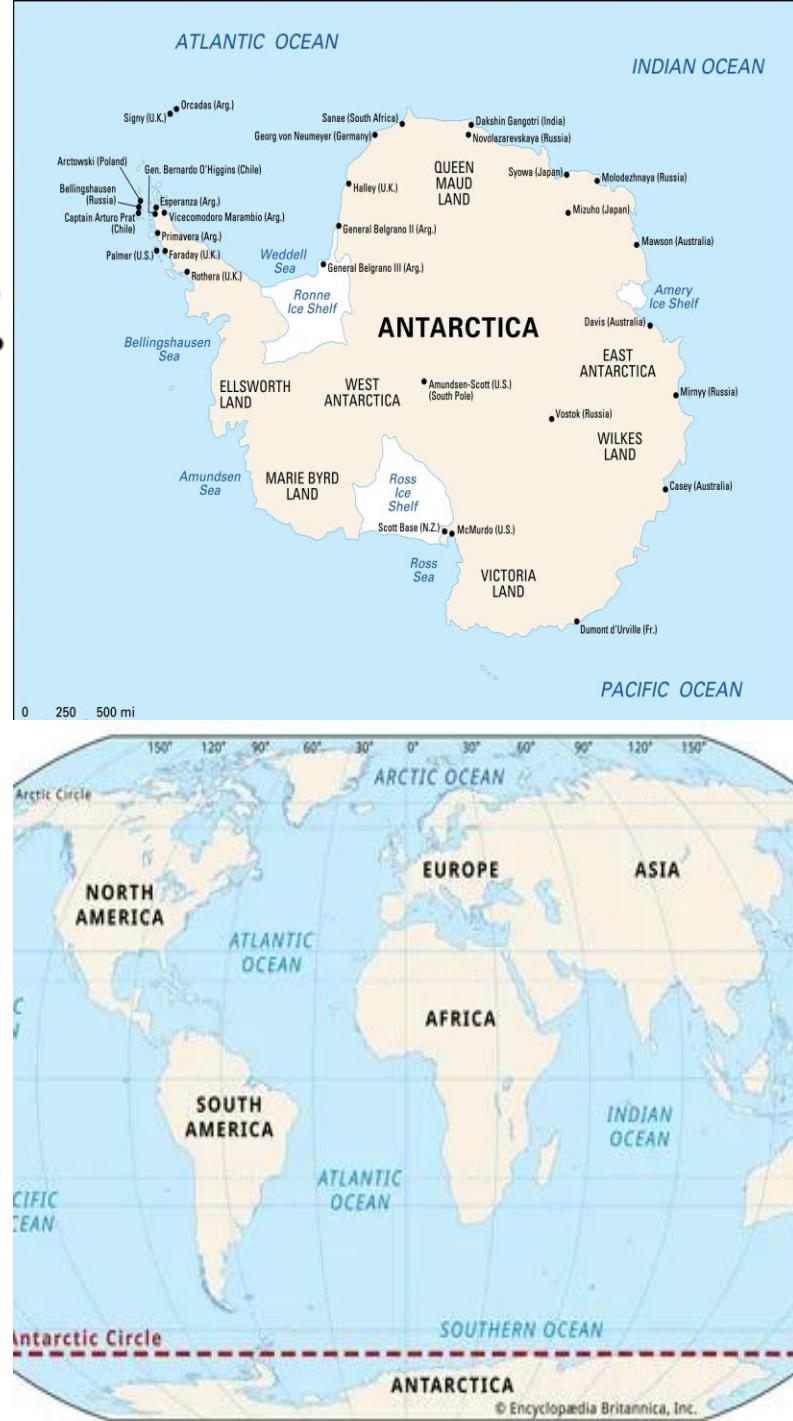 ATLANTIC OCEAN
INDIAN OCEAN
Orcadas (Arg.)
Signy (U.K.)
Sanae (South Africa)
Dakshin Gangotri (India)
Georg von Neumeyer (Germany)
Novolazarevskaya (Russia)
Arctowski (Poland)
Gen. Bernardo O'Higgins (Chile)
QUEEN
MAUD
LAND
Syowa (Japan)
Molodezhnaya (Russia)
Halley (U.K.)
Bellingshausen
(Russia)
Esperanza (Arg.)
Captain Arturo Prat
(Chile)
Vicecomodoro Marambio (Arg.)
Mizuho (Japan)
Primavera (Arg.)
General Belgrano II (Arg.)
Mawson (Australia)
Palmer (U.S.)
Faraday (U.K.)
Weddell
Sea
General Belgrano III (Arg.)
Rothera (U.K.)
Ronne
Ice Shelf
Amery
Ice Shelf
ANTARCTICA
Davis (Australia)
Bellingshausen
Sea
EAST
ANTARCTICA
ELLSWORTH
LAND
WEST
ANTARCTICA
Amundsen-Scott (U.S.)
(South Pole)
Mirnyy (Russia)
Vostok (Russia)
WILKES
LAND
Amundsen
Sea
MARIE BYRD
LAND
Ross
Ice
Shelf
Casey (Australia)
Scott Base (N.Z.)
McMurdo (U.S.)
Ross
Sea
VICTORIA
LAND
Dumont d'Urville (Fr.)
PACIFIC OCEAN
0 250 500 mi
150° 120° 90° 60° 30° 0° 30° 60° 90° 120° 150°
ARCTIC OCEAN
Arctic Circle
NORTH
AMERICA
EUROPE
ASIA
ATLANTIC
OCEAN
AFRICA
SOUTH
AMERICA
INDIAN
OCEAN
ATLANTIC
OCEAN
CIFIC
CEAN
Antarctic Circle
SOUTHERN OCEAN
ANTARCTICA
© Encyclopædia Britannica, Inc.